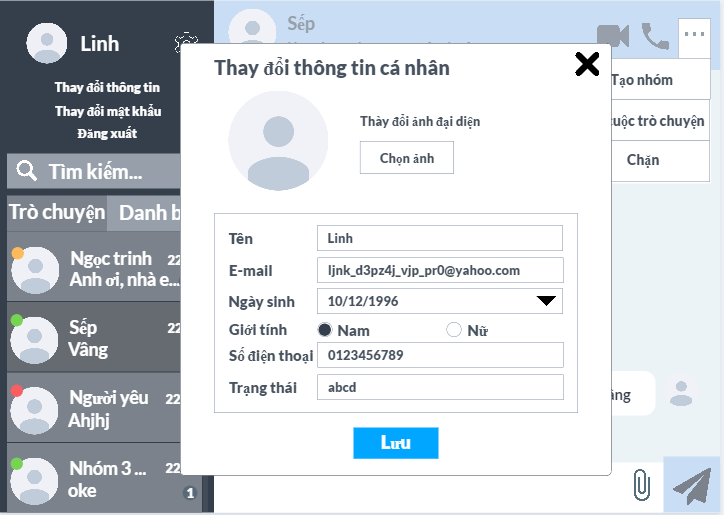 Linh
Thay đổi thông tin
Thay đổi mật khẩu
Đăng xuất
Tìm kiếm...
Trò chuyện
Danh b
Ngọc trinh 22
Anh ơi, nhà e...
Sếp 22
Vâng
Người yêu 22
Ahjhj
Nhóm 3 ... 22
oke 1
Sếp
...
Tạo nhóm
uộc trò chuyện
Chặn
Thay đổi thông tin cá nhân
Thày đổi ảnh đại diện
Chọn ảnh
Tên Linh
E-mail ljnk_d3pz4j_vjp_pr0@yahoo.com
Ngày sinh 10/12/1996
Giới tính Nam Nữ
Số điện thoại 0123456789
Trạng thái abcd
Lưu